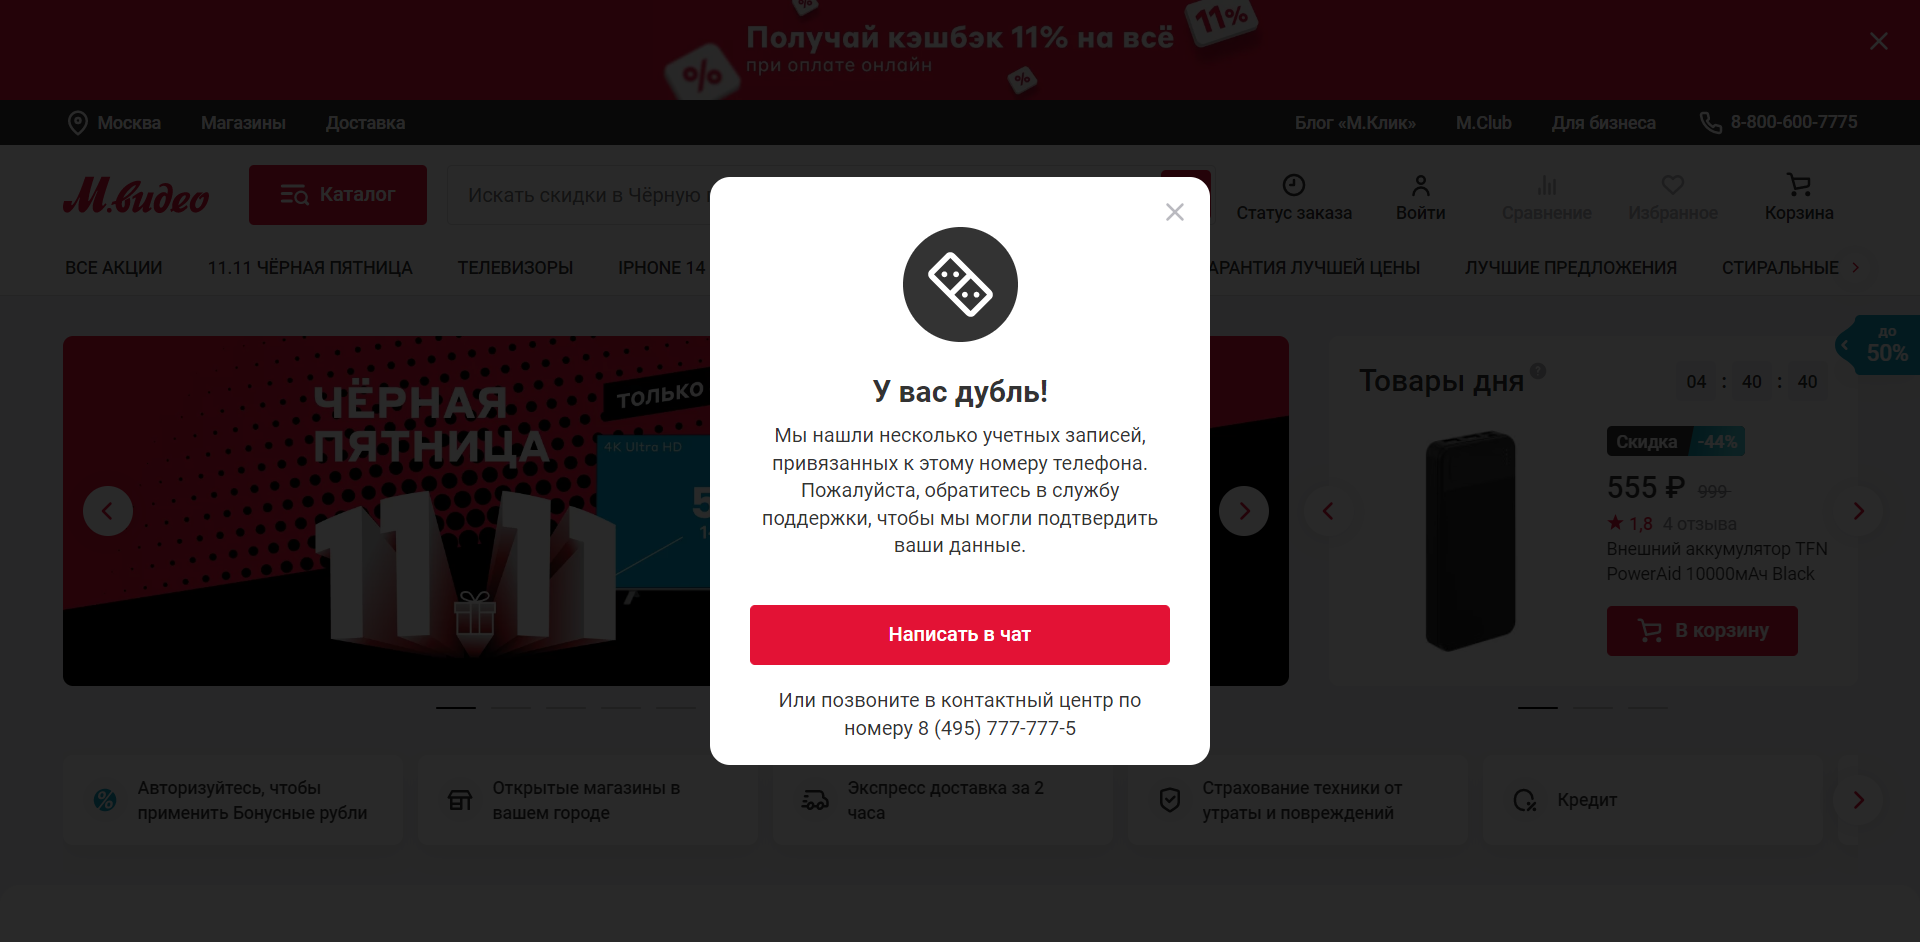 Получай кэшбэк 11% на всё
при оплате онлайн
11%
%
%
%
Москва Магазины Доставка Блог «М.Клик» M.Club Для бизнеса 8-800-600-7775
М.видео
Каталог
Искать скидки в Чёрную
Статус заказа
Войти
Сравнение
Избранное
Корзина
ВСЕ АКЦИИ 11.11 ЧЁРНАЯ ПЯТНИЦА ТЕЛЕВИЗОРЫ IPHONE 14 АРАНТИЯ ЛУЧШЕЙ ЦЕНЫ ЛУЧШИЕ ПРЕДЛОЖЕНИЯ СТИРАЛЬНЫЕ
ЧЁРНАЯ
ПЯТНИЦА
ТОЛЬКО
4K Ultra HD
5
11.11
У вас дубль!
Мы нашли несколько учетных записей,
привязанных к этому номеру телефона.
Пожалуйста, обратитесь в службу
поддержки, чтобы мы могли подтвердить
ваши данные.
Написать в чат
Или позвоните в контактный центр по
номеру 8 (495) 777-777-5
до
50%
Товары дня ?
04 : 40 : 40
Скидка -44%
555 ₽ 999
1,8 4 отзыва
Внешний аккумулятор TFN
PowerAid 10000мАч Black
В корзину
Авторизуйтесь, чтобы
применить Бонусные рубли
Открытые магазины в
вашем городе
Экспресс доставка за 2
часа
Страхование техники от
утраты и повреждений
Кредит